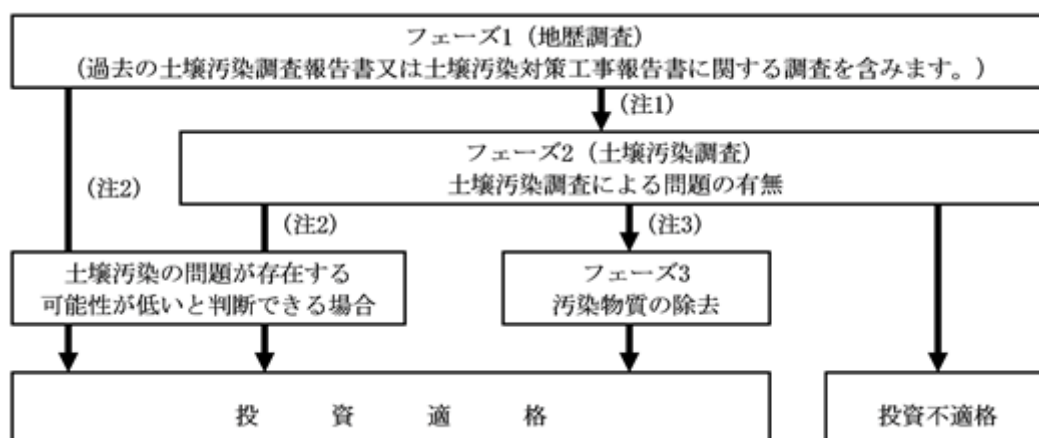 フェーズ1（地歴調査）
（過去の土壌汚染調査報告書又は土壌汚染対策工事報告書に関する調査を含みます。）
（注1）
フェーズ2（土壌汚染調査）
土壌汚染調査による問題の有無
（注2）
（注2）
（注3）
土壌汚染の問題が存在する
可能性が低いと判断できる場合
フェーズ3
汚染物質の除去
投資適格
投資不適格